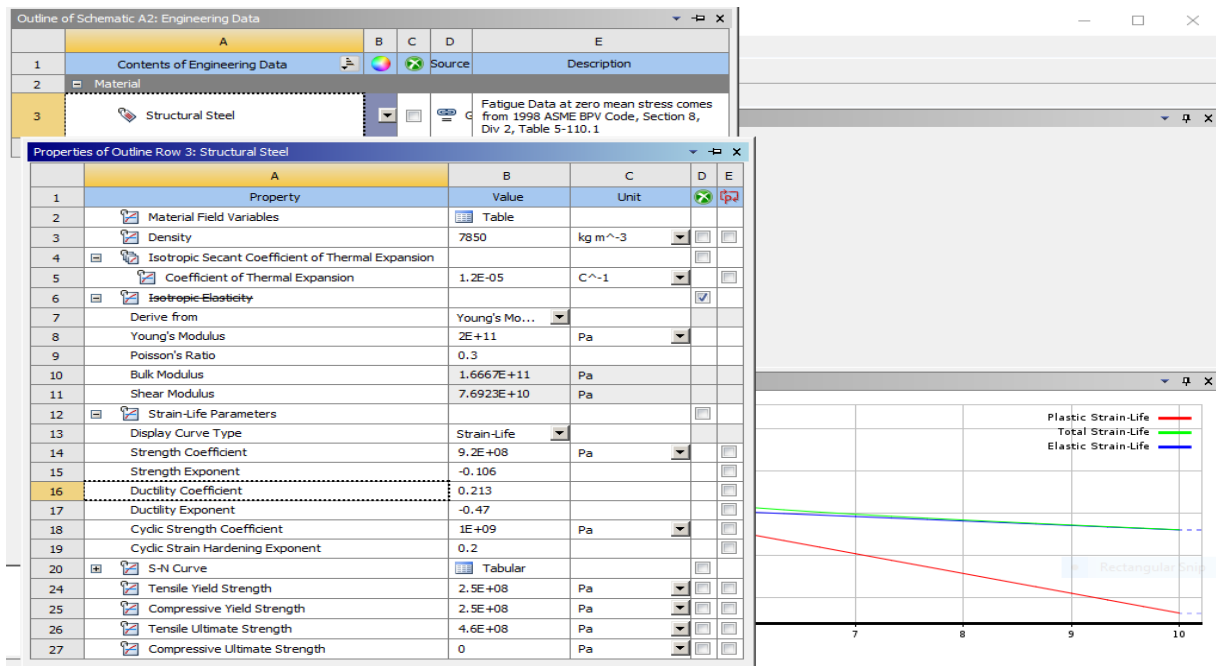 Outline of Schematic A2: Engineering Data
A B C D E
1 Contents of Engineering Data Source Description
2 Material
3 Structural Steel G Fatigue Data at zero mean stress comes
from 1998 ASME BPV Code, Section 8,
Div 2, Table 5-110.1
Properties of Outline Row 3: Structural Steel
A B C D E
1 Property Value Unit
2 Material Field Variables Table
3 Density 7850 kg m^-3
4 Isotropic Secant Coefficient of Thermal Expansion
5 Coefficient of Thermal Expansion 1.2E-05 C^-1
6 Isotropic Elasticity
7 Derive from Young's Mo...
8 Young's Modulus 2E+11 Pa
9 Poisson's Ratio 0.3
10 Bulk Modulus 1.6667E+11 Pa
11 Shear Modulus 7.6923E+10 Pa
12 Strain-Life Parameters
13 Display Curve Type Strain-Life
14 Strength Coefficient 9.2E+08 Pa
15 Strength Exponent -0.106
16 Ductility Coefficient 0.213
17 Ductility Exponent -0.47
18 Cyclic Strength Coefficient 1E+09 Pa
19 Cyclic Strain Hardening Exponent 0.2
20 S-N Curve Tabular
24 Tensile Yield Strength 2.5E+08 Pa
25 Compressive Yield Strength 2.5E+08 Pa
26 Tensile Ultimate Strength 4.6E+08 Pa
27 Compressive Ultimate Strength 0 Pa
Plastic Strain-Life
Total Strain-Life
Elastic Strain-Life
Rectangular Snip
7 8 9 10